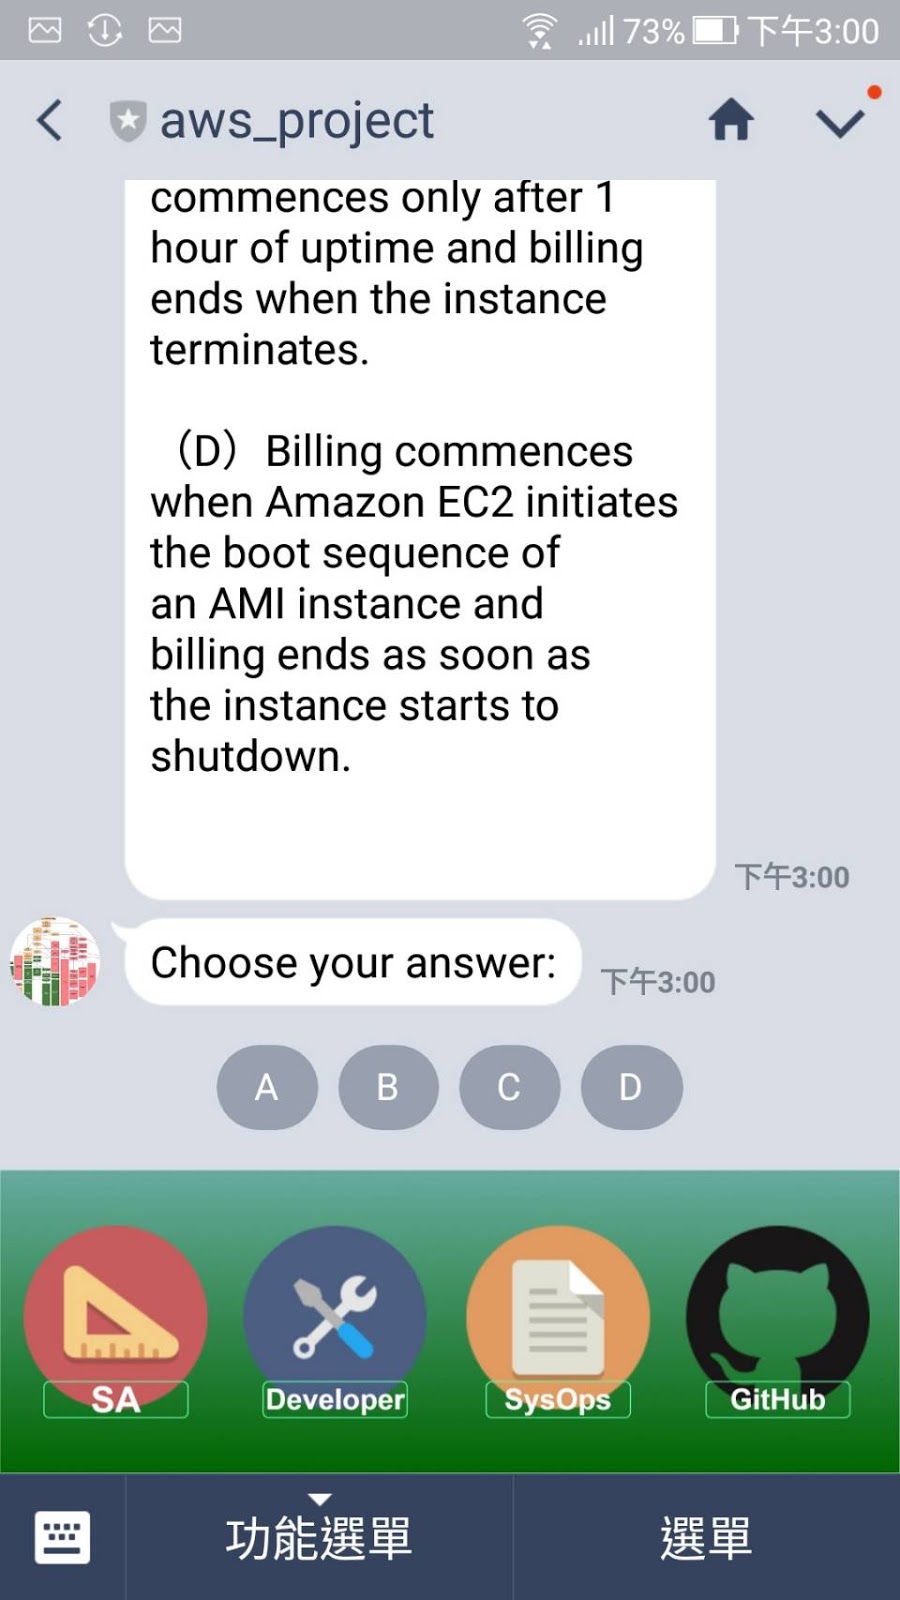 73% 下午3:00
aws_project
commences only after 1
hour of uptime and billing
ends when the instance
terminates.
（D）Billing commences
when Amazon EC2 initiates
the boot sequence of
an AMI instance and
billing ends as soon as
the instance starts to
shutdown.
下午3:00
Choose your answer:
下午3:00
A B C D
SA Developer SysOps GitHub
功能選單 選單